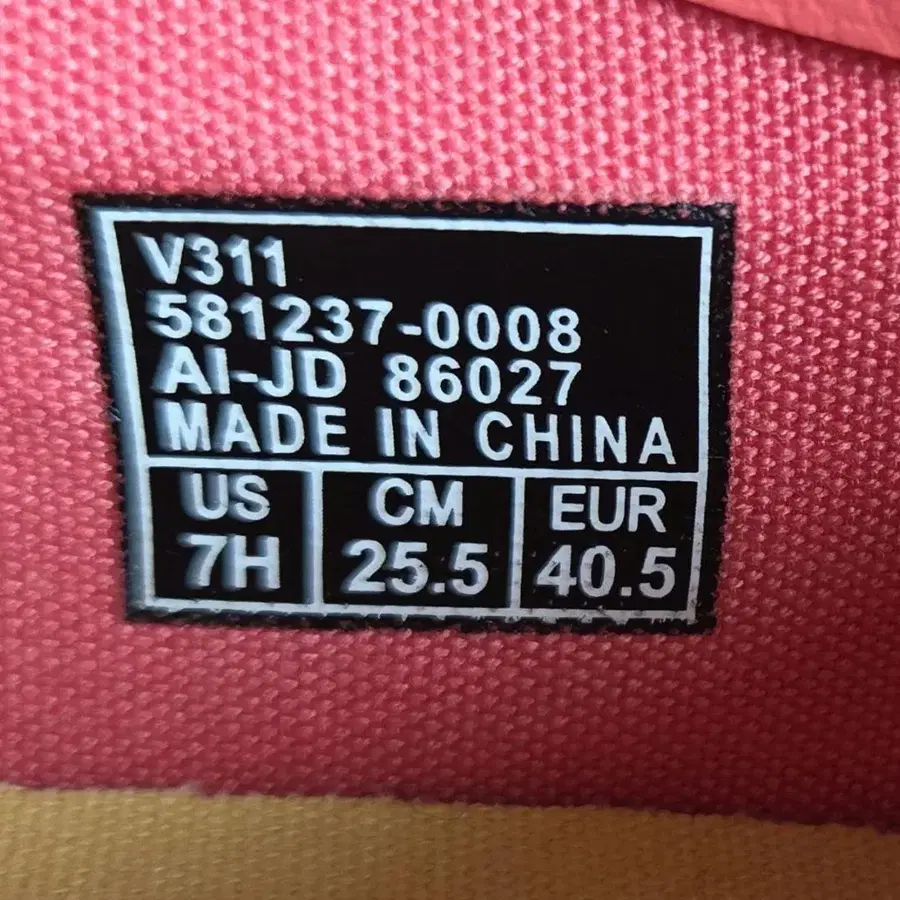 V311
581237-0008
AI-JD 86027
MADE IN CHINA
US CM EUR
7H 25.5 40.5